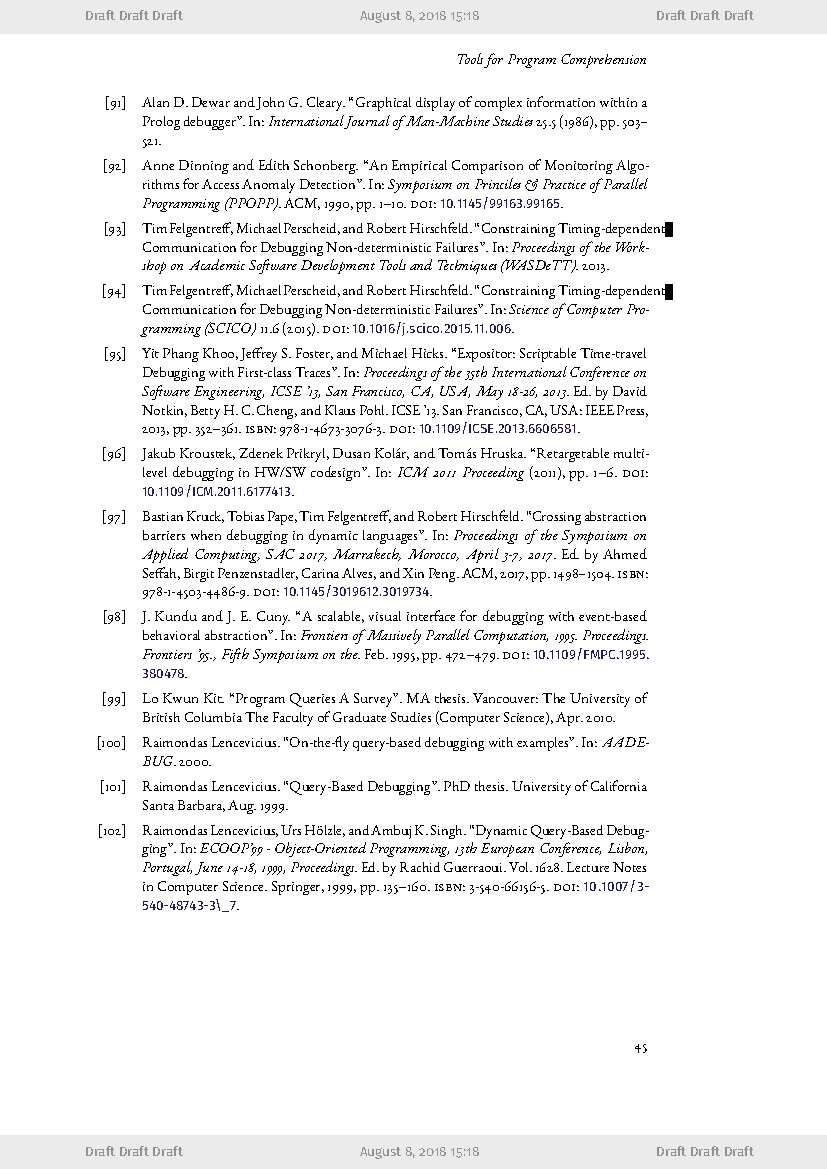 Draft Draft Draft August 8, 2018 15:18 Draft Draft Draft
Tools for Program Comprehension
[91] Alan D. Dewar and John G. Cleary. “Graphical display of complex information within a
Prolog debugger”. In: International Journal of Man-Machine Studies 25.5 (1986), pp. 503–
521.
[92] Anne Dinning and Edith Schonberg. “An Empirical Comparison of Monitoring Algo-
rithms for Access Anomaly Detection”. In: Symposium on Princiles & Practice of Parallel
Programming (PPOPP). ACM, 1990, pp. 1–10. DOI: 10.1145/99163.99165.
[93] Tim Felgentreff, Michael Perscheid, and Robert Hirschfeld. “Constraining Timing-dependent
Communication for Debugging Non-deterministic Failures”. In: Proceedings of the Work-
shop on Academic Software Development Tools and Techniques (WASDeTT). 2013.
[94] Tim Felgentreff, Michael Perscheid, and Robert Hirschfeld. “Constraining Timing-dependent
Communication for Debugging Non-deterministic Failures”. In: Science of Computer Pro-
gramming (SCICO) 11.6 (2015). DOI: 10.1016/j.scico.2015.11.006.
[95] Yit Phang Khoo, Jeffrey S. Foster, and Michael Hicks. “Expositor: Scriptable Time-travel
Debugging with First-class Traces”. In: Proceedings of the 35th International Conference on
Software Engineering, ICSE ’13, San Francisco, CA, USA, May 18-26, 2013. Ed. by David
Notkin, Betty H. C. Cheng, and Klaus Pohl. ICSE ’13. San Francisco, CA, USA: IEEE Press,
2013, pp. 352–361. ISBN: 978-1-4673-3076-3. DOI: 10.1109/ICSE.2013.6606581.
[96] Jakub Kroustek, Zdenek Prikryl, Dusan Kolár, and Tomás Hruska. “Retargetable multi-
level debugging in HW/SW codesign”. In: ICM 2011 Proceeding (2011), pp. 1–6. DOI:
10.1109/ICM.2011.6177413.
[97] Bastian Kruck, Tobias Pape, Tim Felgentreff, and Robert Hirschfeld. “Crossing abstraction
barriers when debugging in dynamic languages”. In: Proceedings of the Symposium on
Applied Computing, SAC 2017, Marrakech, Morocco, April 3-7, 2017. Ed. by Ahmed
Seffah, Birgit Penzenstadler, Carina Alves, and Xin Peng. ACM, 2017, pp. 1498–1504. ISBN:
978-1-4503-4486-9. DOI: 10.1145/3019612.3019734.
[98] J. Kundu and J. E. Cuny. “A scalable, visual interface for debugging with event-based
behavioral abstraction”. In: Frontiers of Massively Parallel Computation, 1995. Proceedings.
Frontiers ’95., Fifth Symposium on the. Feb. 1995, pp. 472–479. DOI: 10.1109/FMPC.1995.
380478.
[99] Lo Kwun Kit. “Program Queries A Survey”. MA thesis. Vancouver: The University of
British Columbia The Faculty of Graduate Studies (Computer Science), Apr. 2010.
[100] Raimondas Lencevicius. “On-the-fly query-based debugging with examples”. In: AADE-
BUG. 2000.
[101] Raimondas Lencevicius. “Query-Based Debugging”. PhD thesis. University of California
Santa Barbara, Aug. 1999.
[102] Raimondas Lencevicius, Urs Hölzle, and Ambuj K. Singh. “Dynamic Query-Based Debug-
ging”. In: ECOOP’99 - Object-Oriented Programming, 13th European Conference, Lisbon,
Portugal, June 14-18, 1999, Proceedings. Ed. by Rachid Guerraoui. Vol. 1628. Lecture Notes
in Computer Science. Springer, 1999, pp. 135–160. ISBN: 3-540-66156-5. DOI: 10.1007/3-
540-48743-3\_7.
45
Draft Draft Draft August 8, 2018 15:18 Draft Draft Draft